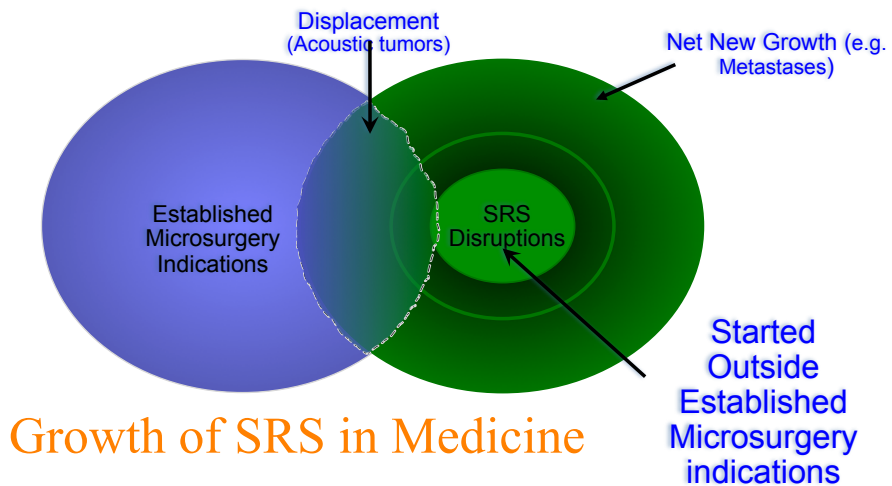 Displacement
(Acoustic tumors)
Net New Growth (e.g.
Metastases)
Established
Microsurgery
Indications
SRS
Disruptions
Started
Outside
Established
Microsurgery
indications
Growth of SRS in Medicine